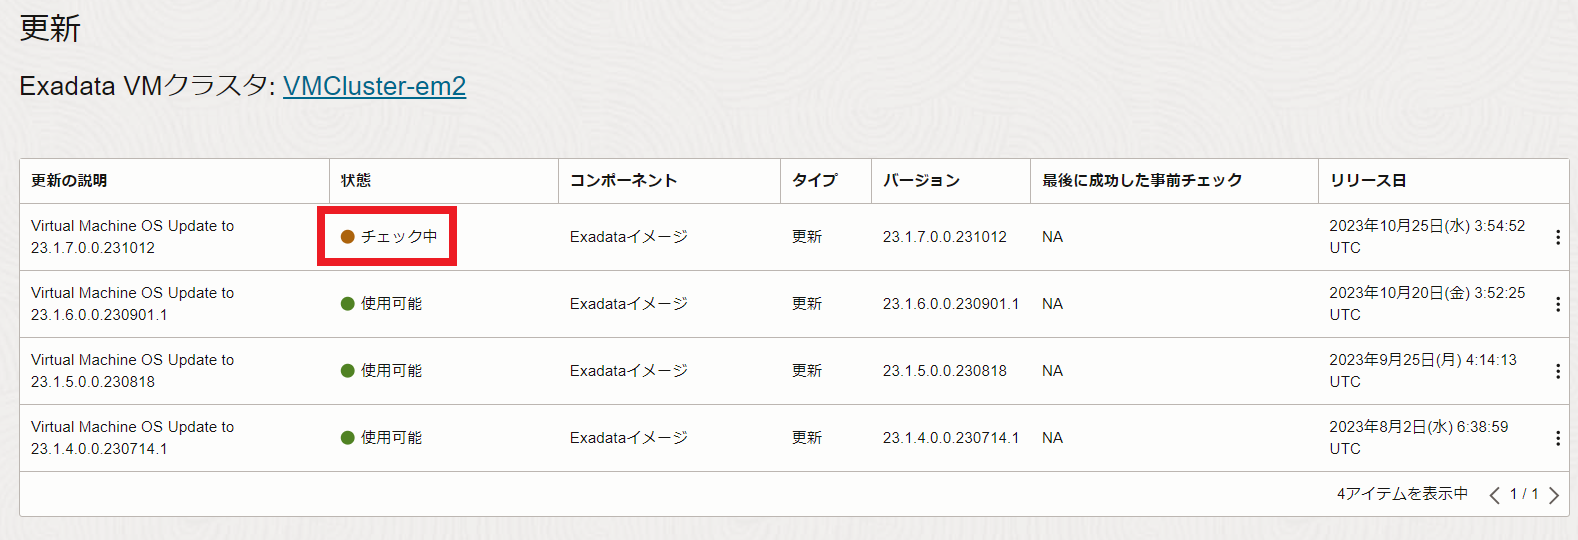 更新
Exadata VMクラスタ: VMCluster-em2
更新の説明 状態 コンポーネント タイプ バージョン 最後に成功した事前チェック リリース日
Virtual Machine OS Update to 23.1.7.0.0.231012 チェック中 Exadataイメージ 更新 23.1.7.0.0.231012 NA 2023年10月25日(水) 3:54:52 UTC
Virtual Machine OS Update to 23.1.6.0.0.230901.1 使用可能 Exadataイメージ 更新 23.1.6.0.0.230901.1 NA 2023年10月20日(金) 3:52:25 UTC
Virtual Machine OS Update to 23.1.5.0.0.230818 使用可能 Exadataイメージ 更新 23.1.5.0.0.230818 NA 2023年9月25日(月) 4:14:13 UTC
Virtual Machine OS Update to 23.1.4.0.0.230714.1 使用可能 Exadataイメージ 更新 23.1.4.0.0.230714.1 NA 2023年8月2日(水) 6:38:59 UTC
4アイテムを表示中 1 / 1